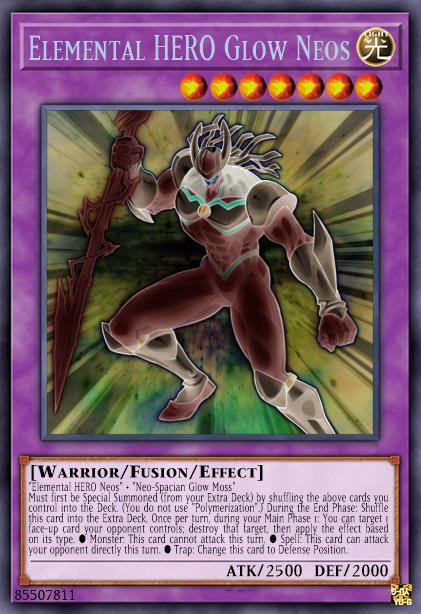 Elemental HERO Glow Neos
LIGHT
光
[Warrior/Fusion/Effect]
"Elemental HERO Neos" + "Neo-Spacian Glow Moss"
Must first be Special Summoned (from your Extra Deck) by shuffling the above cards you
control into the Deck. (You do not use "Polymerization".) During the End Phase: Shuffle
this card into the Extra Deck. Once per turn, during your Main Phase 1: You can target 1
face-up card your opponent controls; destroy that target, then apply the effect based
on its type. ● Monster: This card cannot attack this turn. ● Spell: This card can attack
your opponent directly this turn. ● Trap: Change this card to Defense Position.
ATK/2500 DEF/2000
85507811